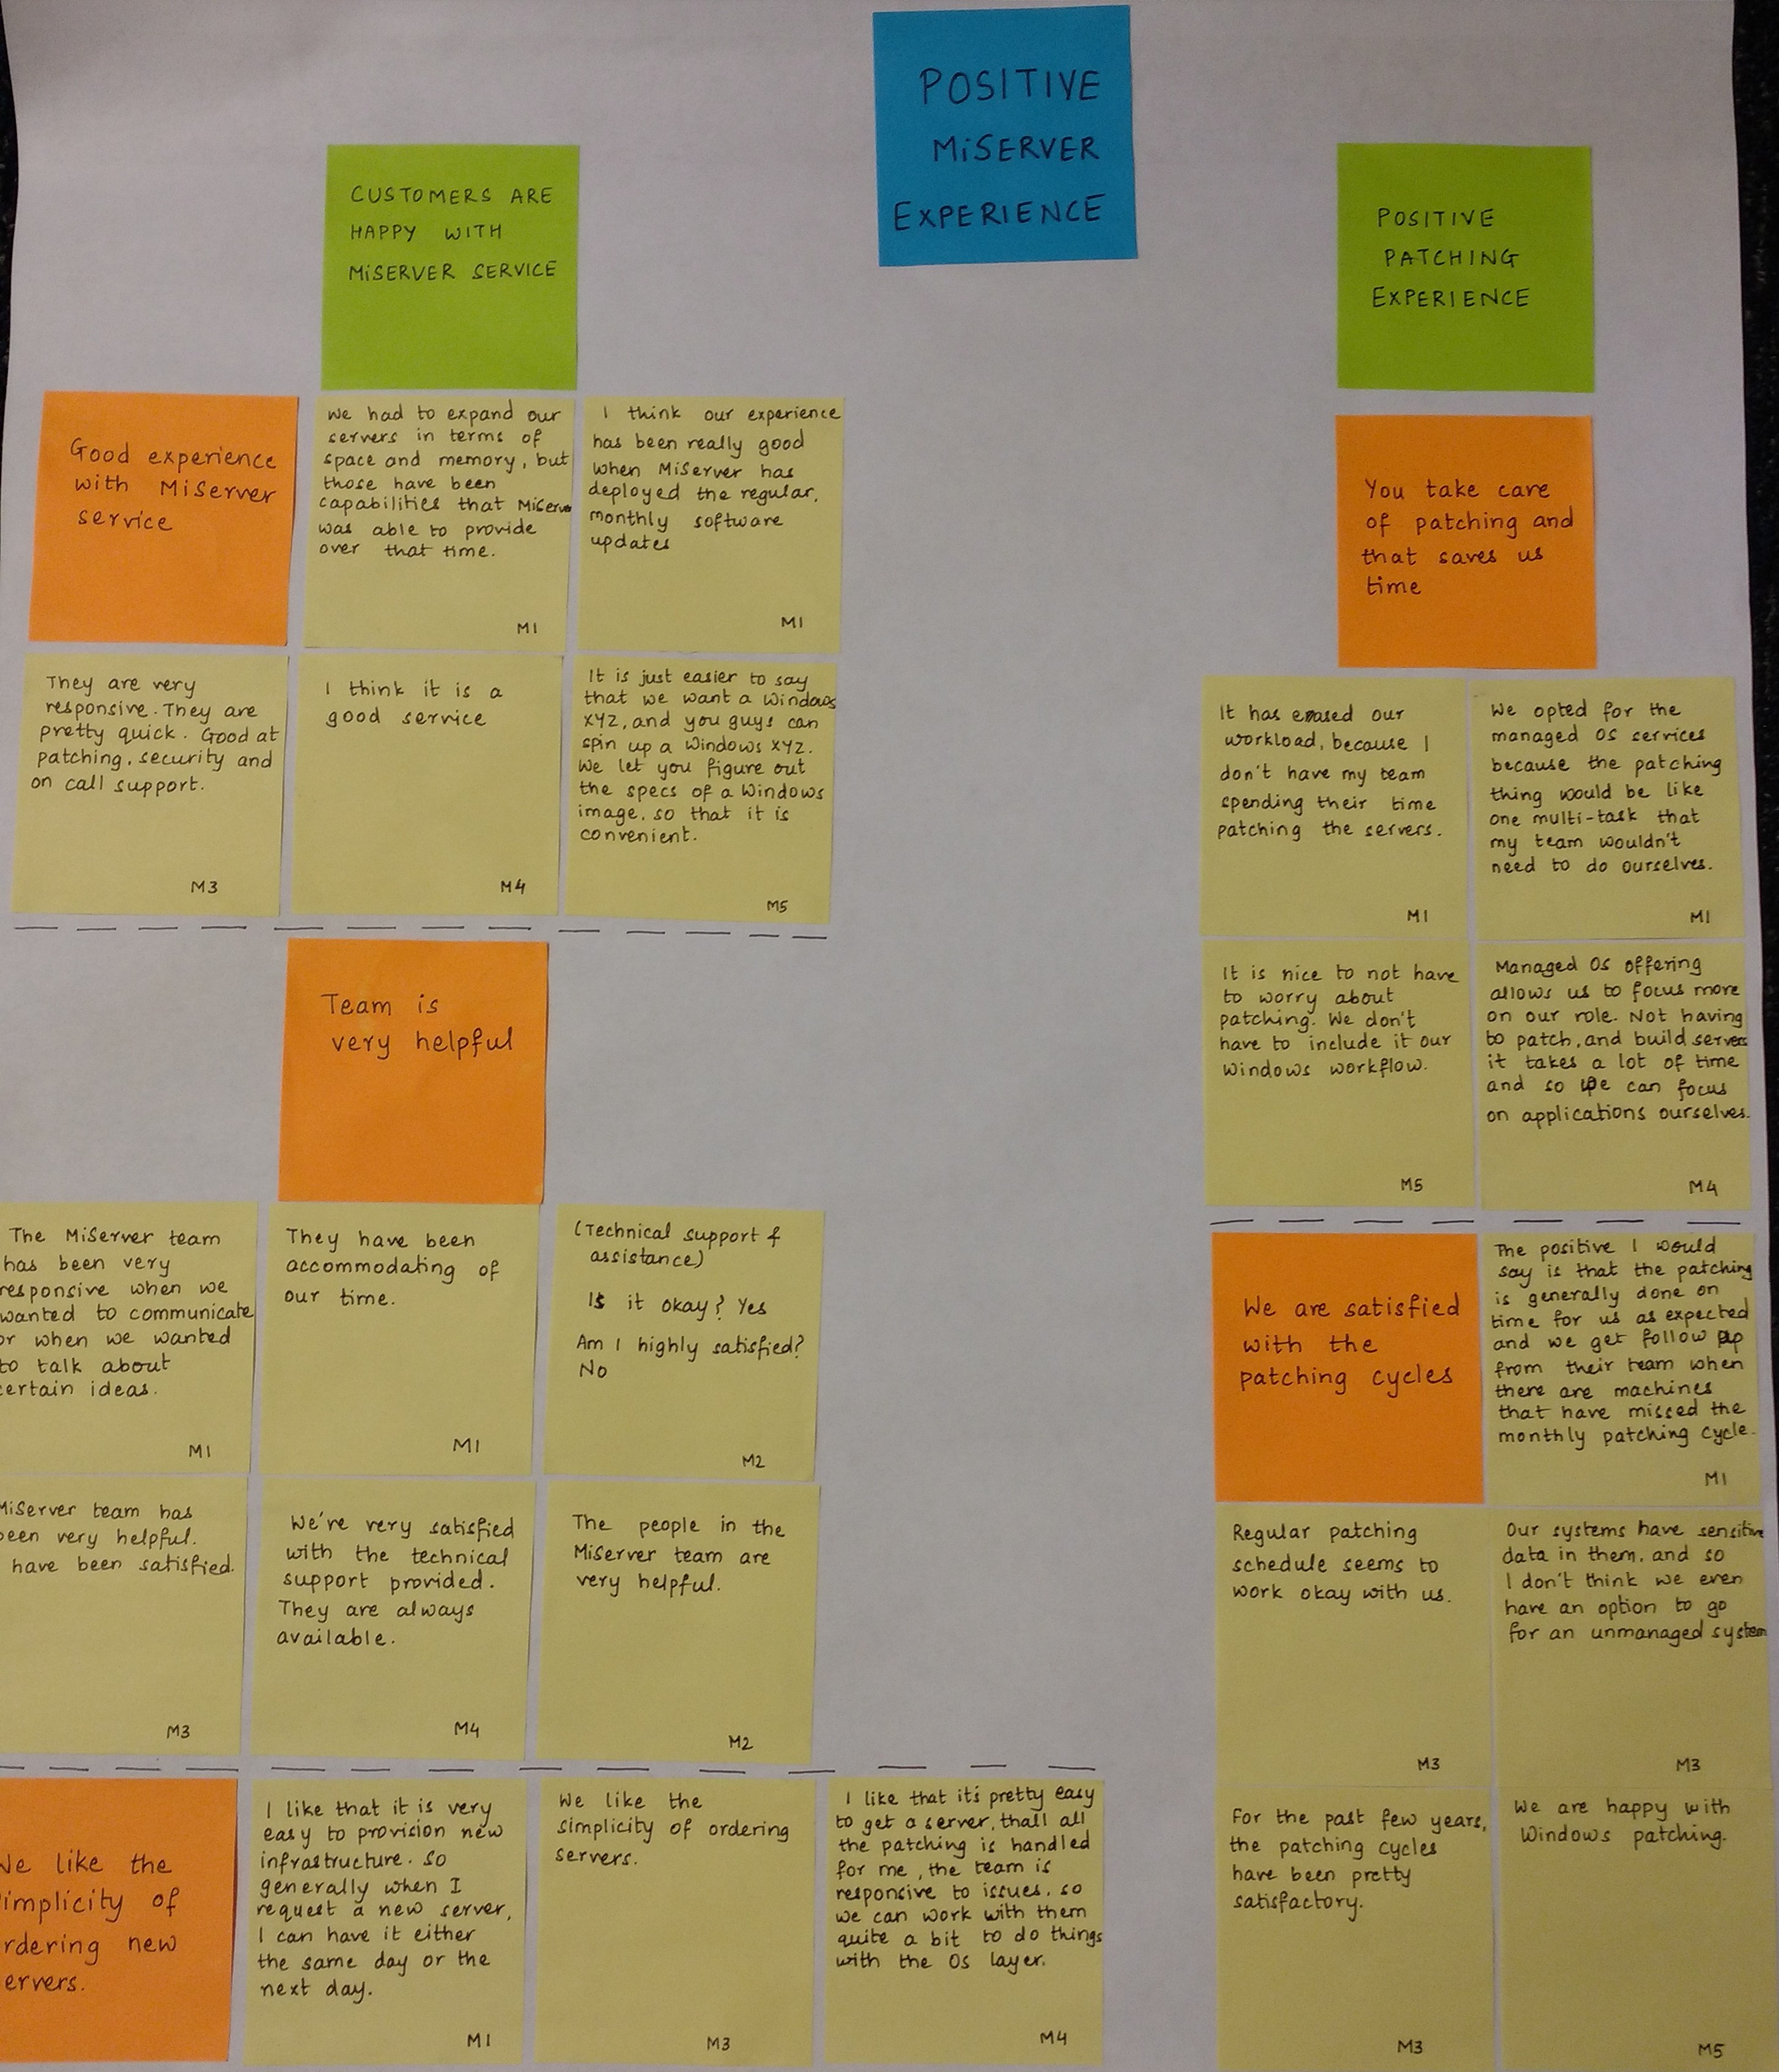 POSITIVE
MiSERVER
EXPERIENCE
CUSTOMERS ARE
HAPPY WITH
MiSERVER SERVICE
Good experience
with MiServer
service
We had to expand our
servers in terms of
space and memory, but
those have been
capabilities that MiServer
was able to provide
over that time.
M1
I think our experience
has been really good
when MiServer has
deployed the regular,
monthly software
updates
M1
They are very
responsive. They are
pretty quick. Good at
patching, security and
on call support.
M3
I think it is a
good service
M4
It is just easier to say
that we want a Windows
XYZ, and you guys can
spin up a Windows XYZ.
We let you figure out
the specs of a Windows
image, so that it is
convenient.
M5
Team is
very helpful
The MiServer team
has been very
responsive when we
wanted to communicate
or when we wanted
to talk about
certain ideas.
M1
They have been
accommodating of
our time.
M1
(Technical support &
assistance)
Is it okay? Yes
Am I highly satisfied?
No
M2
MiServer team has
been very helpful.
have been satisfied.
M3
We're very satisfied
with the technical
support provided.
They are always
available.
M4
The people in the
MiServer team are
very helpful.
M2
We like the
simplicity of
ordering new
servers.
I like that it is very
easy to provision new
infrastructure. So
generally when I
request a new server,
I can have it either
the same day or the
next day.
M1
We like the
simplicity of ordering
servers.
M3
I like that it's pretty easy
to get a server, thall all
the patching is handled
for me, the team is
responsive to issues, so
we can work with them
quite a bit to do things
with the OS layer.
M4
POSITIVE
PATCHING
EXPERIENCE
You take care
of patching and
that saves us
time
It has eased our
workload, because I
don't have my team
spending their time
patching the servers.
M1
We opted for the
managed OS services
because the patching
thing would be like
one multi-task that
my team wouldn't
need to do ourselves.
M1
It is nice to not have
to worry about
patching. We don't
have to include it our
Windows workflow.
M5
Managed OS offering
allows us to focus more
on our role. Not having
to patch, and build servers
it takes a lot of time
and so we can focus
on applications ourselves.
M4
We are satisfied
with the
patching cycles
The positive I would
say is that the patching
is generally done on
time for us as expected
and we get follow up
from their team when
there are machines
that have missed the
monthly patching cycle.
M1
Regular patching
schedule seems to
work okay with us.
M3
Our systems have sensitive
data in them, and so
I don't think we even
have an option to go
for an unmanaged system
M3
For the past few years,
the patching cycles
have been pretty
satisfactory.
M3
We are happy with
Windows patching.
M5